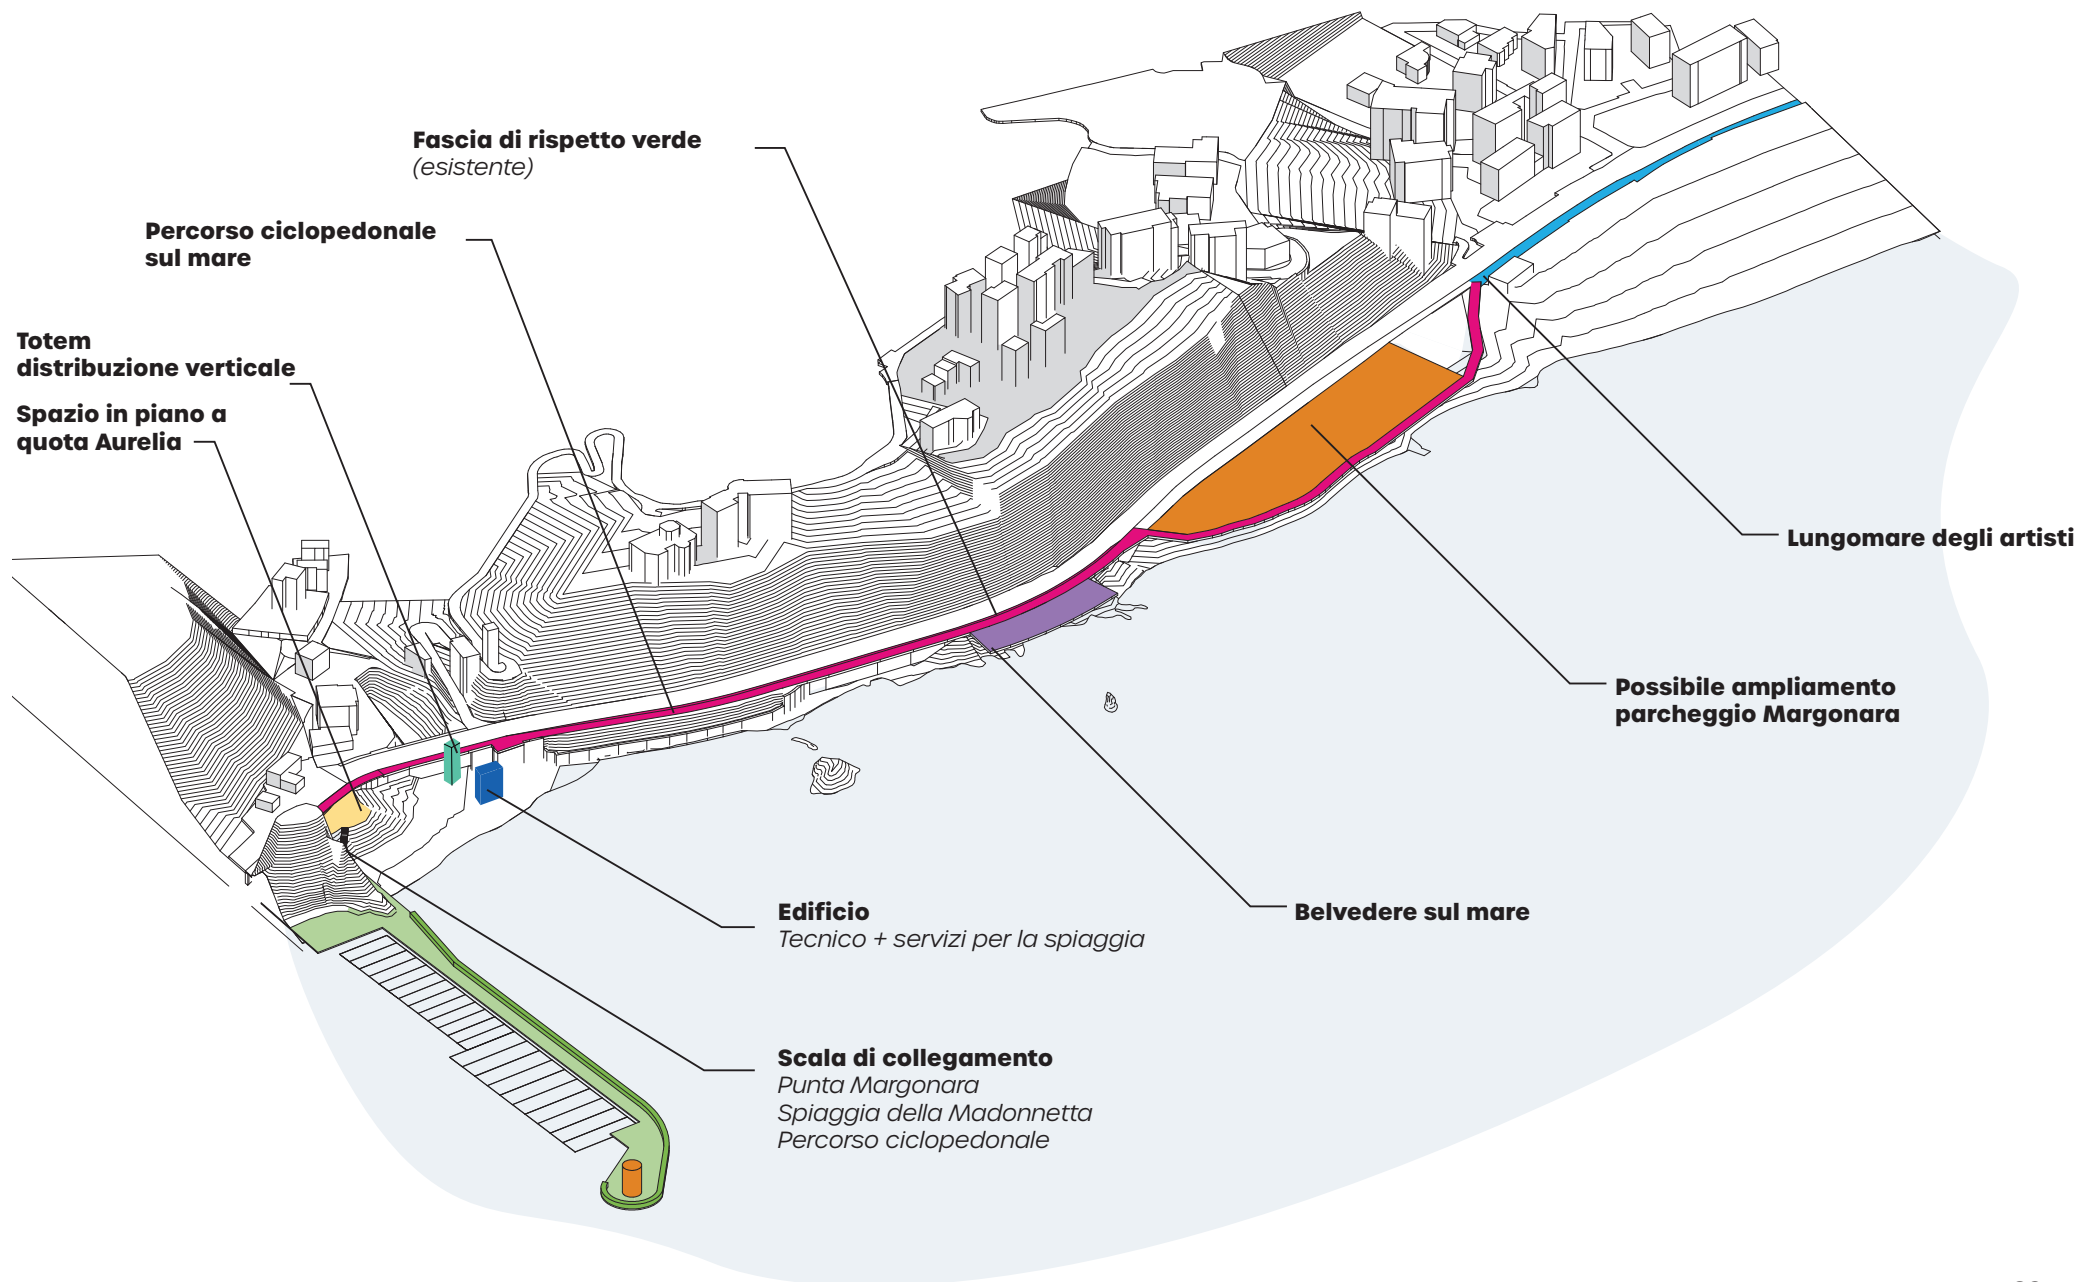 Fascia di rispetto verde
(esistente)
Percorso ciclopedonale
sul mare
Totem
distribuzione verticale
Spazio in piano a
quota Aurelia
Lungomare degli artisti
Possibile ampliamento
parcheggio Margonara
Belvedere sul mare
Edificio
Tecnico + servizi per la spiaggia
Scala di collegamento
Punta Margonara
Spiaggia della Madonnetta
Percorso ciclopedonale